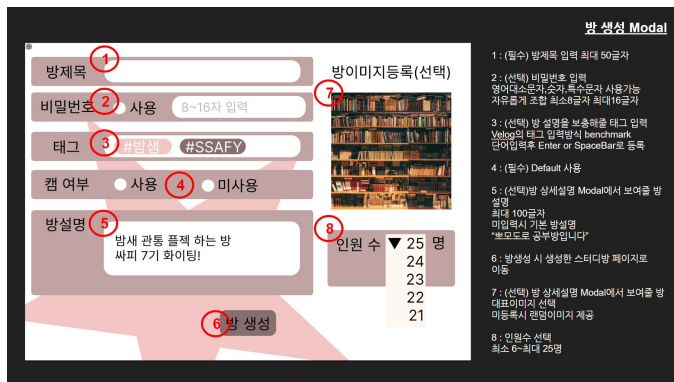 방 생성 Modal
1
방제목
2
비밀번호
사용
8~16자 입력
3
태그
#밤샘
#SSAFY
캠 여부
사용
4
미사용
5
방설명
밤새 관통 플젝 하는 방
싸피 7기 화이팅!
6
방 생성
방이미지등록(선택)
7
8
인원 수 ▼ 25 명
24
23
22
21
1 : (필수) 방제목 입력 최대 50글자
2 : (선택) 비밀번호 입력
영어대소문자,숫자,특수문자 사용가능
자유롭게 조합 최소8글자 최대16글자
3 : (선택) 방 설명을 보충해줄 태그 입력
Velog의 태그 입력방식 benchmark
단어입력후 Enter or SpaceBar로 등록
4 : (필수) Default 사용
5 : (선택)방 상세설명 Modal에서 보여줄 방
설명
최대 100글자
미입력시 기본 방설명
"뽀모도로 공부방입니다"
6 : 방생성 시 생성한 스터디방 페이지로
이동
7 : (선택) 방 상세설명 Modal에서 보여줄 방
대표이미지 선택
미등록시 랜덤이미지 제공
8 : 인원수 선택
최소 6~최대 25명